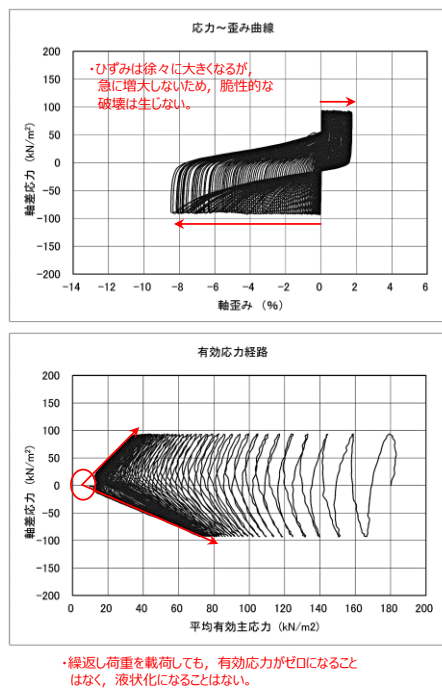 応力～歪み曲線
・ひずみは徐々に大きくなるが，
急に増大しないため，脆性的な
破壊は生じない。
軸差応力（kN/m²）
200
150
100
50
0
-50
-100
-150
-200
-14 -12 -10 -8 -6 -4 -2 0 2 4 6
軸歪み （％）
有効応力経路
軸差応力（kN/m²）
200
150
100
50
0
-50
-100
-150
-200
0 20 40 60 80 100 120 140 160 180 200
平均有効主応力 （kN/m2）
・繰返し荷重を載荷しても，有効応力がゼロになること
はなく，液状化になることはない。